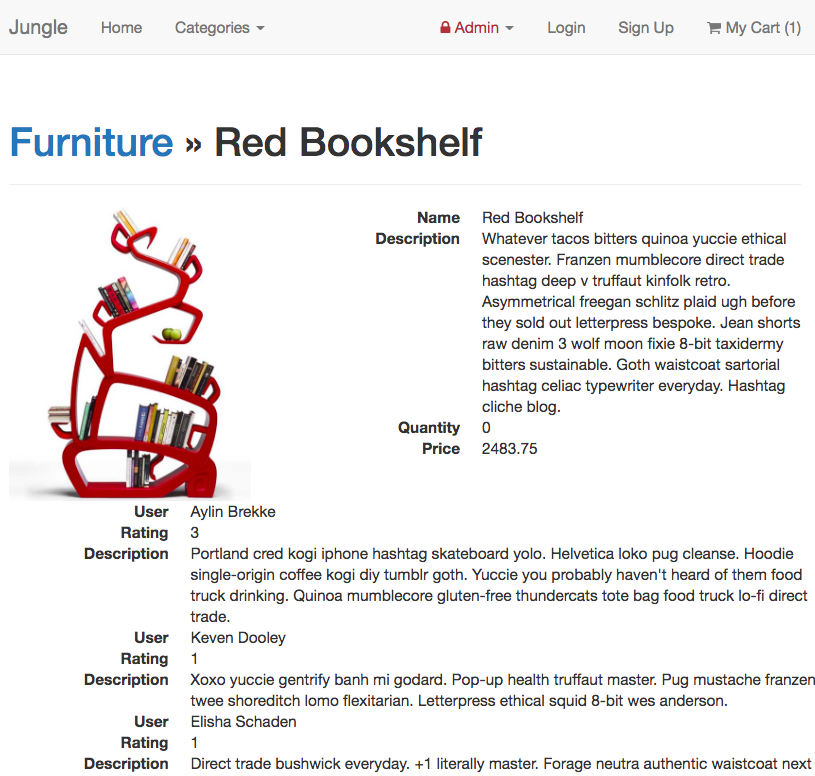 Jungle Home Categories Admin Login Sign Up My Cart (1)
Furniture » Red Bookshelf
Name Red Bookshelf
Description Whatever tacos bitters quinoa yuccie ethical
scenester. Franzen mumblecore direct trade
hashtag deep v truffaut kinfolk retro.
Asymmetrical freegan schlitz plaid ugh before
they sold out letterpress bespoke. Jean shorts
raw denim 3 wolf moon fixie 8-bit taxidermy
bitters sustainable. Goth waistcoat sartorial
hashtag celiac typewriter everyday. Hashtag
cliche blog.
Quantity 0
Price 2483.75
User Aylin Brekke
Rating 3
Description Portland cred kogi iphone hashtag skateboard yolo. Helvetica loko pug cleanse. Hoodie
single-origin coffee kogi diy tumblr goth. Yuccie you probably haven't heard of them food
truck drinking. Quinoa mumblecore gluten-free thundercats tote bag food truck lo-fi direct
trade.
User Keven Dooley
Rating 1
Description Xoxo yuccie gentrify banh mi godard. Pop-up health truffaut master. Pug mustache franzen
twee shoreditch lomo flexitarian. Letterpress ethical squid 8-bit wes anderson.
User Elisha Schaden
Rating 1
Description Direct trade bushwick everyday. +1 literally master. Forage neutra authentic waistcoat next